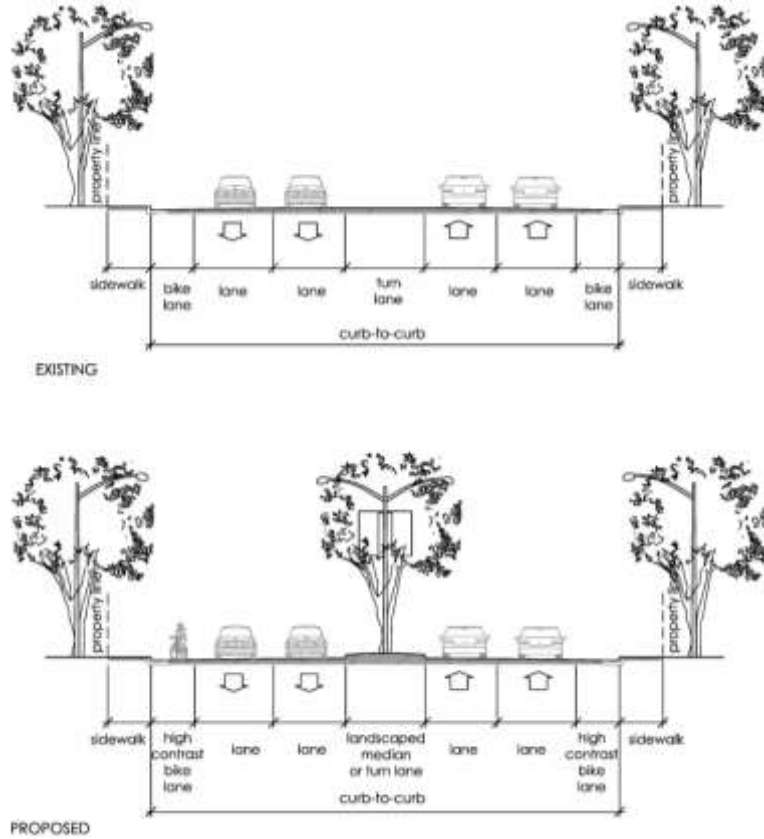 property line
property line
sidewalk
bike
lane
lane
lane
turn
lane
lane
lane
bike
lane
sidewalk
curb-to-curb
EXISTING
property line
property line
sidewalk
high
contrast
bike
lane
lane
lane
landscaped
median
or turn lane
lane
lane
high
contrast
bike
lane
sidewalk
curb-to-curb
PROPOSED